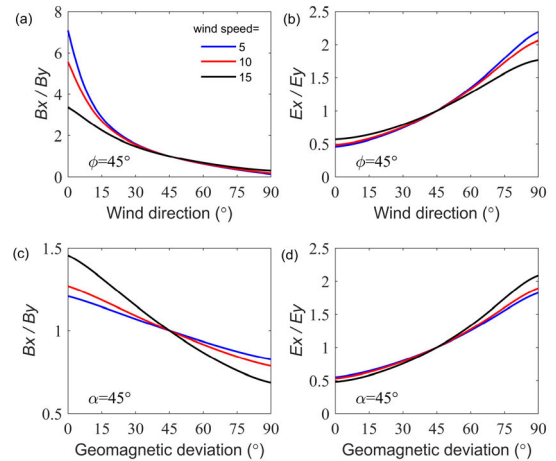 (a)
wind speed=
5
10
15
Bx / By
8
6
4
2
0
ϕ=45°
0 15 30 45 60 75 90
Wind direction (°)
(b)
Ex / Ey
2.5
2
1.5
1
0.5
0
ϕ=45°
0 15 30 45 60 75 90
Wind direction (°)
(c)
Bx / By
1.5
1
0.5
α=45°
0 15 30 45 60 75 90
Geomagnetic deviation (°)
(d)
Ex / Ey
2.5
2
1.5
1
0.5
0
α=45°
0 15 30 45 60 75 90
Geomagnetic deviation (°)